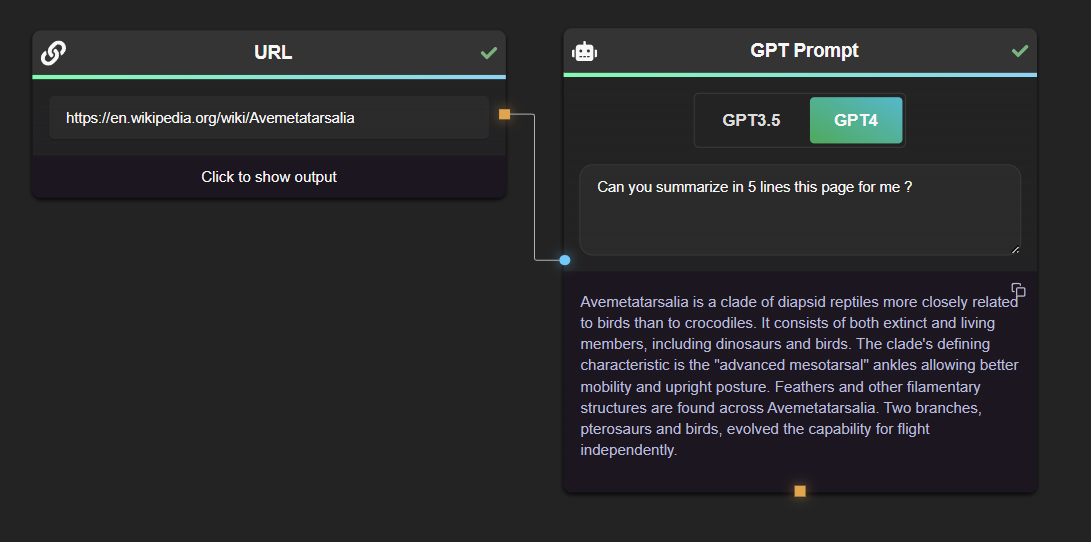 URL
https://en.wikipedia.org/wiki/Avemetatarsalia
Click to show output
GPT Prompt
GPT3.5
GPT4
Can you summarize in 5 lines this page for me ?
Avemetatarsalia is a clade of diapsid reptiles more closely related
to birds than to crocodiles. It consists of both extinct and living
members, including dinosaurs and birds. The clade's defining
characteristic is the "advanced mesotarsal" ankles allowing better
mobility and upright posture. Feathers and other filamentary
structures are found across Avemetatarsalia. Two branches,
pterosaurs and birds, evolved the capability for flight
independently.